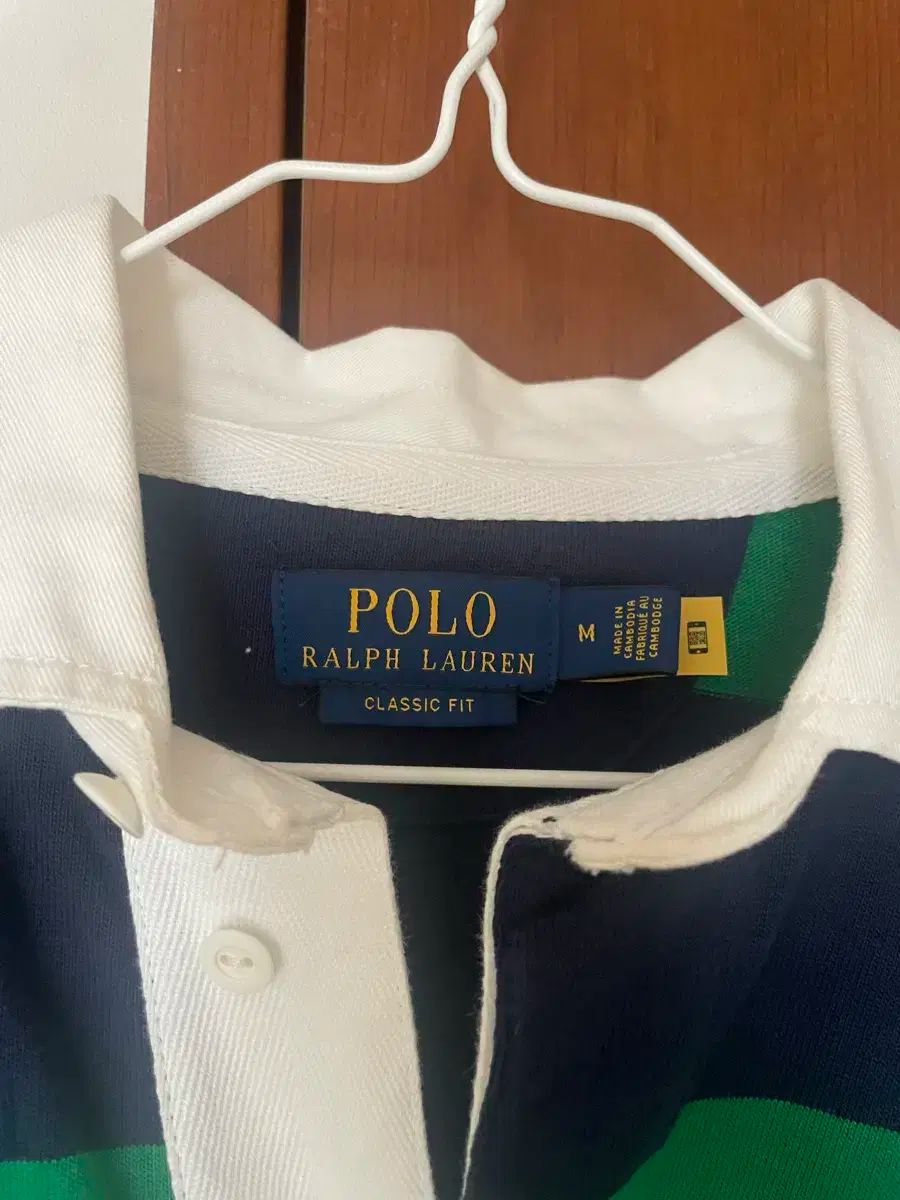 POLO
RALPH LAUREN
CLASSIC FIT
M
MADE IN
CAMBODIA
FABRIQUÉ AU
CAMBODGE